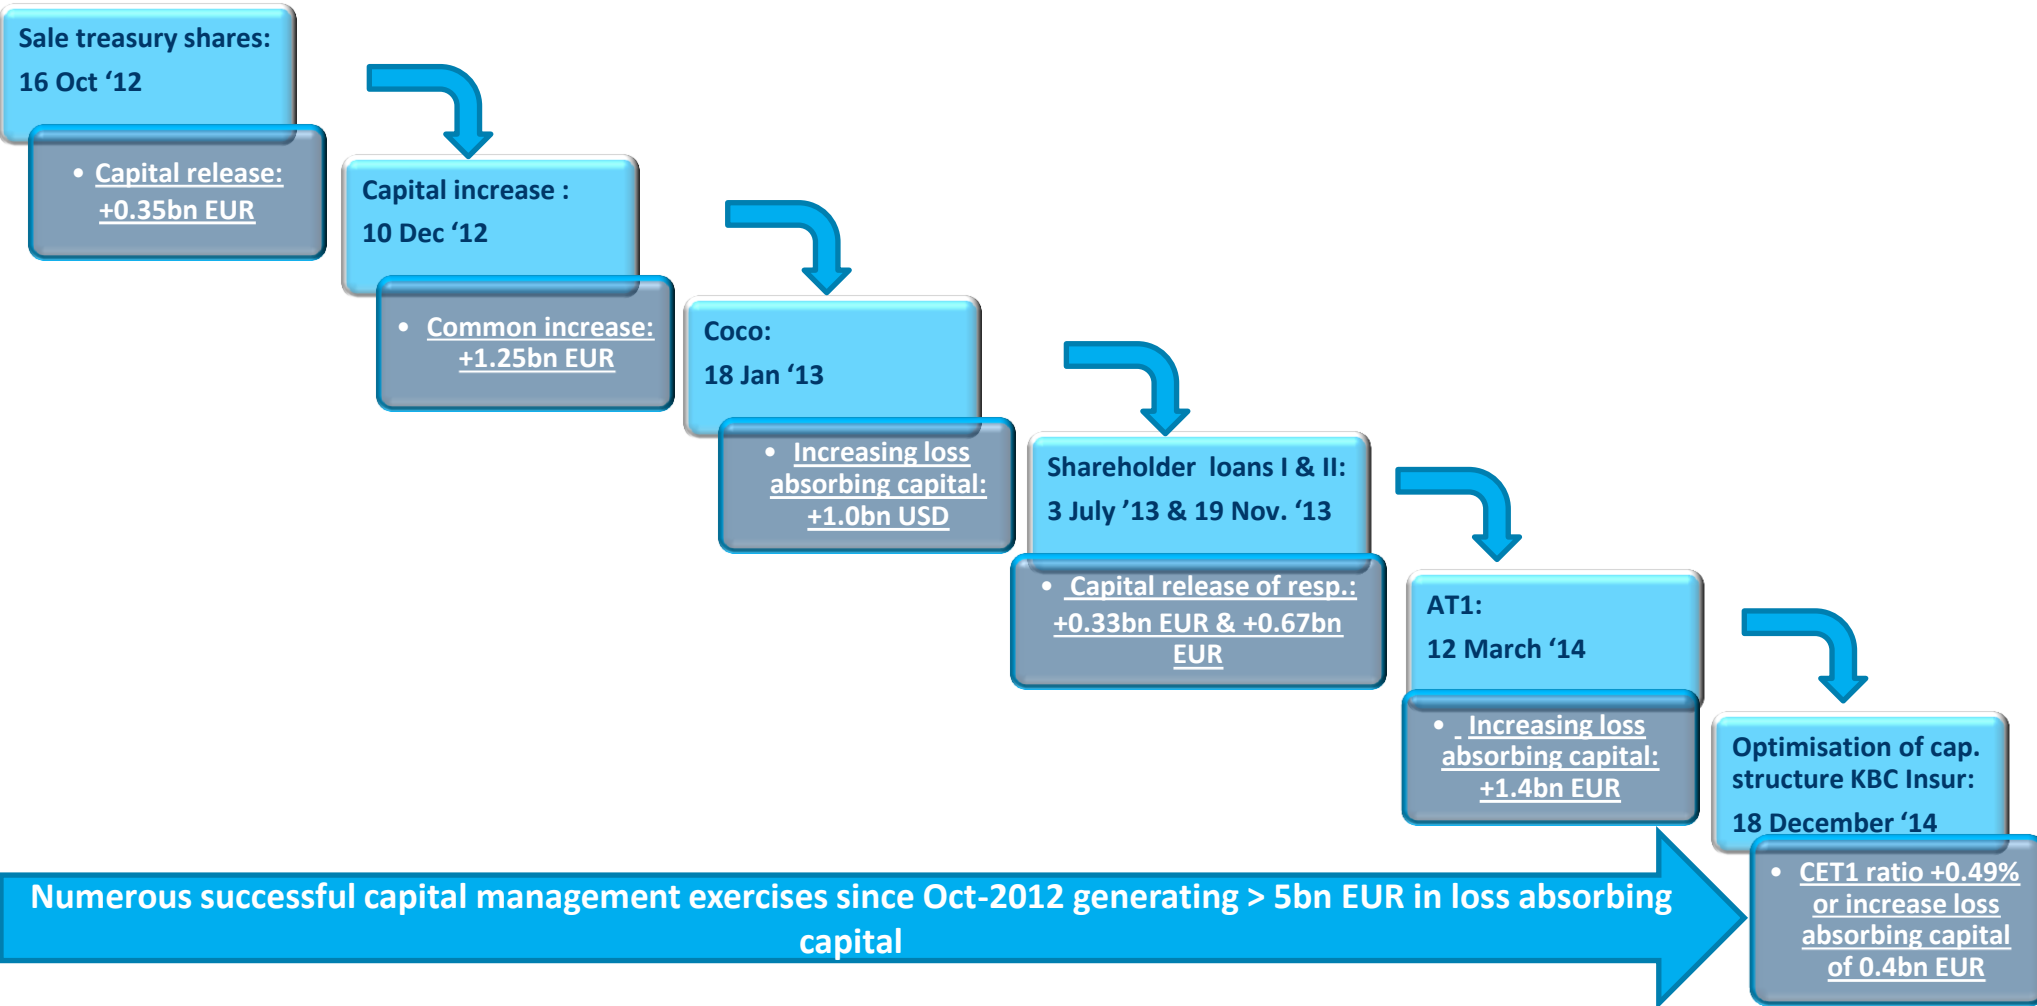 Sale treasury shares:
16 Oct ‘12
• Capital release:
+0.35bn EUR
Capital increase :
10 Dec ‘12
• Common increase:
+1.25bn EUR
Coco:
18 Jan ‘13
• Increasing loss
absorbing capital:
+1.0bn USD
Shareholder loans I & II:
3 July ’13 & 19 Nov. ‘13
• Capital release of resp.:
+0.33bn EUR & +0.67bn
EUR
AT1:
12 March ‘14
• Increasing loss
absorbing capital:
+1.4bn EUR
Optimisation of cap.
structure KBC Insur:
18 December ‘14
• CET1 ratio +0.49%
or increase loss
absorbing capital
of 0.4bn EUR
Numerous successful capital management exercises since Oct-2012 generating > 5bn EUR in loss absorbing
capital